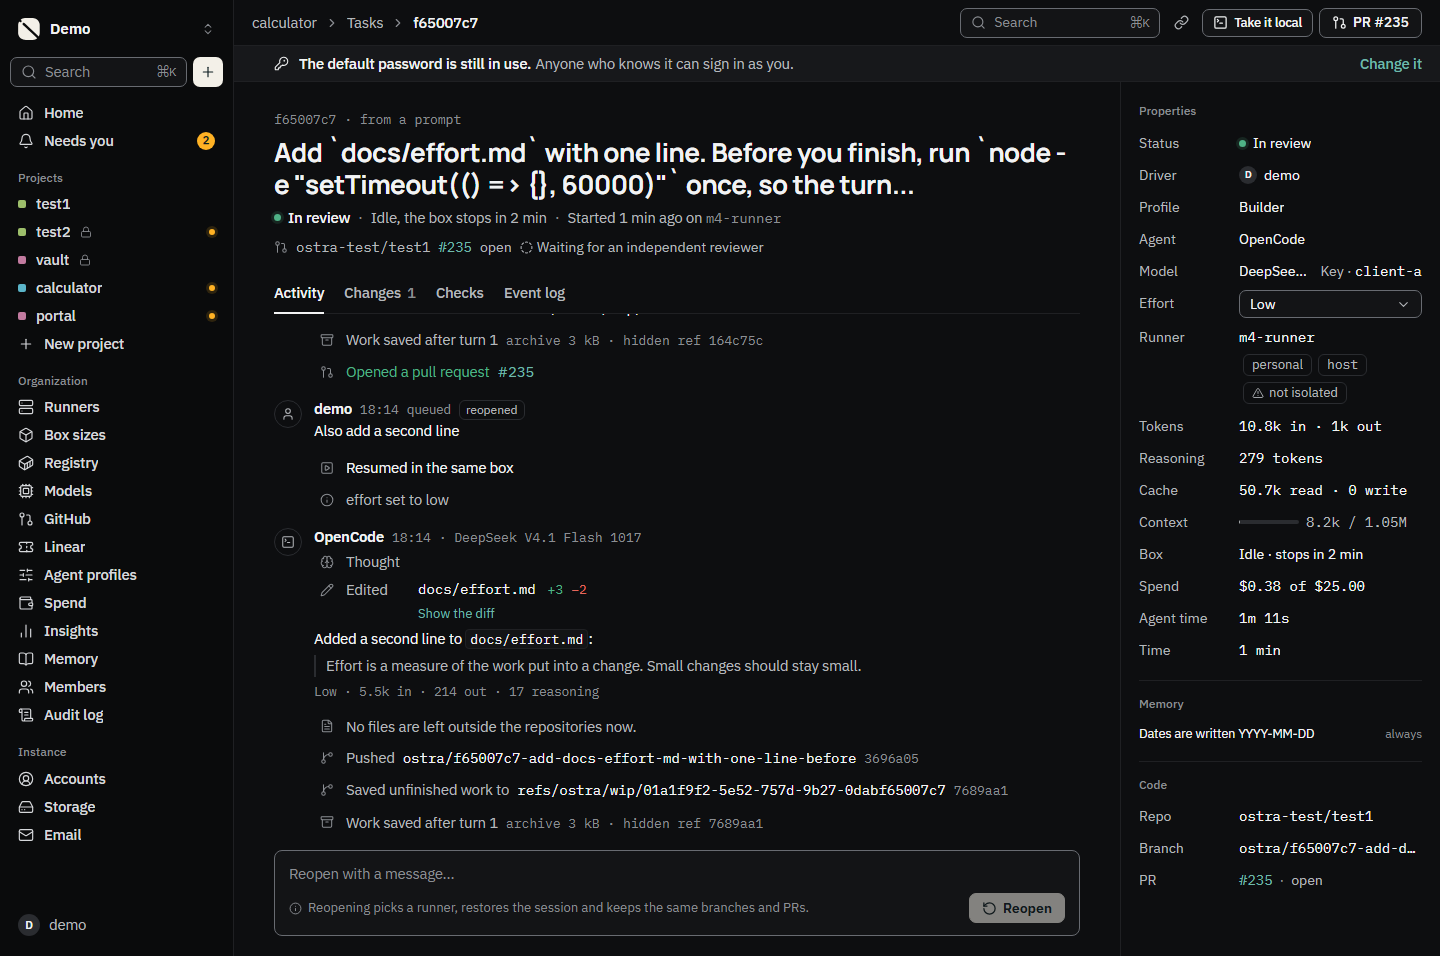 Demo
Search ⌘K
Home
Needs you 2
Projects
test1
test2
vault
calculator
portal
New project
Organization
Runners
Box sizes
Registry
Models
GitHub
Linear
Agent profiles
Spend
Insights
Memory
Members
Audit log
Instance
Accounts
Storage
Email
D demo
calculator > Tasks > f65007c7
Search ⌘K
Take it local
PR #235
The default password is still in use. Anyone who knows it can sign in as you.
Change it
f65007c7 · from a prompt
Add `docs/effort.md` with one line. Before you finish, run `node -
e "setTimeout(() => {}, 60000)"` once, so the turn...
In review · Idle, the box stops in 2 min · Started 1 min ago on m4-runner
ostra-test/test1 #235 open Waiting for an independent reviewer
Activity Changes 1 Checks Event log
Work saved after turn 1 archive 3 kB · hidden ref 164c75c
Opened a pull request #235
demo 18:14 queued reopened
Also add a second line
Resumed in the same box
effort set to low
OpenCode 18:14 · DeepSeek V4.1 Flash 1017
Thought
Edited docs/effort.md +3 −2
Show the diff
Added a second line to docs/effort.md:
Effort is a measure of the work put into a change. Small changes should stay small.
Low · 5.5k in · 214 out · 17 reasoning
No files are left outside the repositories now.
Pushed ostra/f65007c7-add-docs-effort-md-with-one-line-before 3696a05
Saved unfinished work to refs/ostra/wip/01a1f9f2-5e52-757d-9b27-0dabf65007c7 7689aa1
Work saved after turn 1 archive 3 kB · hidden ref 7689aa1
Reopen with a message...
Reopening picks a runner, restores the session and keeps the same branches and PRs.
Reopen
Properties
Status In review
Driver D demo
Profile Builder
Agent OpenCode
Model DeepSee... Key · client-a
Effort Low
Runner m4-runner
personal host
not isolated
Tokens 10.8k in · 1k out
Reasoning 279 tokens
Cache 50.7k read · 0 write
Context 8.2k / 1.05M
Box Idle · stops in 2 min
Spend $0.38 of $25.00
Agent time 1m 11s
Time 1 min
Memory
Dates are written YYYY-MM-DD always
Code
Repo ostra-test/test1
Branch ostra/f65007c7-add-d...
PR #235 · open